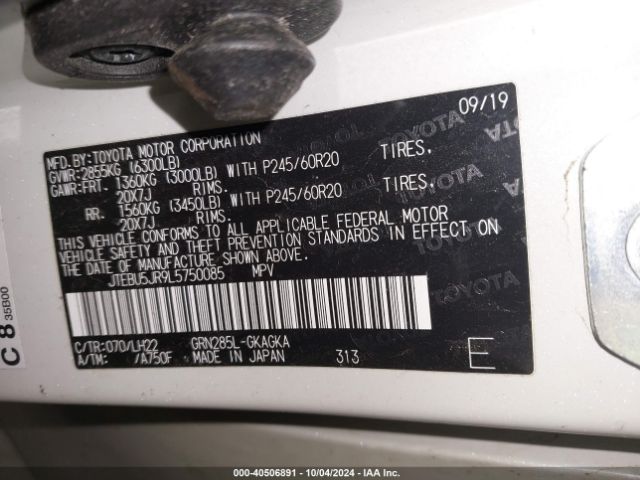 09/19
MFD.BY:TOYOTA MOTOR CORPORATION
GVWR:2855KG (6300LB)
GAWR:FRT. 1360KG (3000LB) WITH P245/60R20 TIRES,
20X7J RIMS.
RR. 1560KG (3450LB) WITH P245/60R20 TIRES,
20X7J RIMS.
THIS VEHICLE CONFORMS TO ALL APPLICABLE FEDERAL MOTOR
VEHICLE SAFETY AND THEFT PREVENTION STANDARDS IN EFFECT ON
THE DATE OF MANUFACTURE SHOWN ABOVE.
JTEBU5JR9L5750085 MPV
C/TR:070/LH22 GRN285L-GKAGKA
A/TM: /A750F MADE IN JAPAN 313
E
C 8 35B00
000-40506891 - 10/04/2024 - IAA Inc.